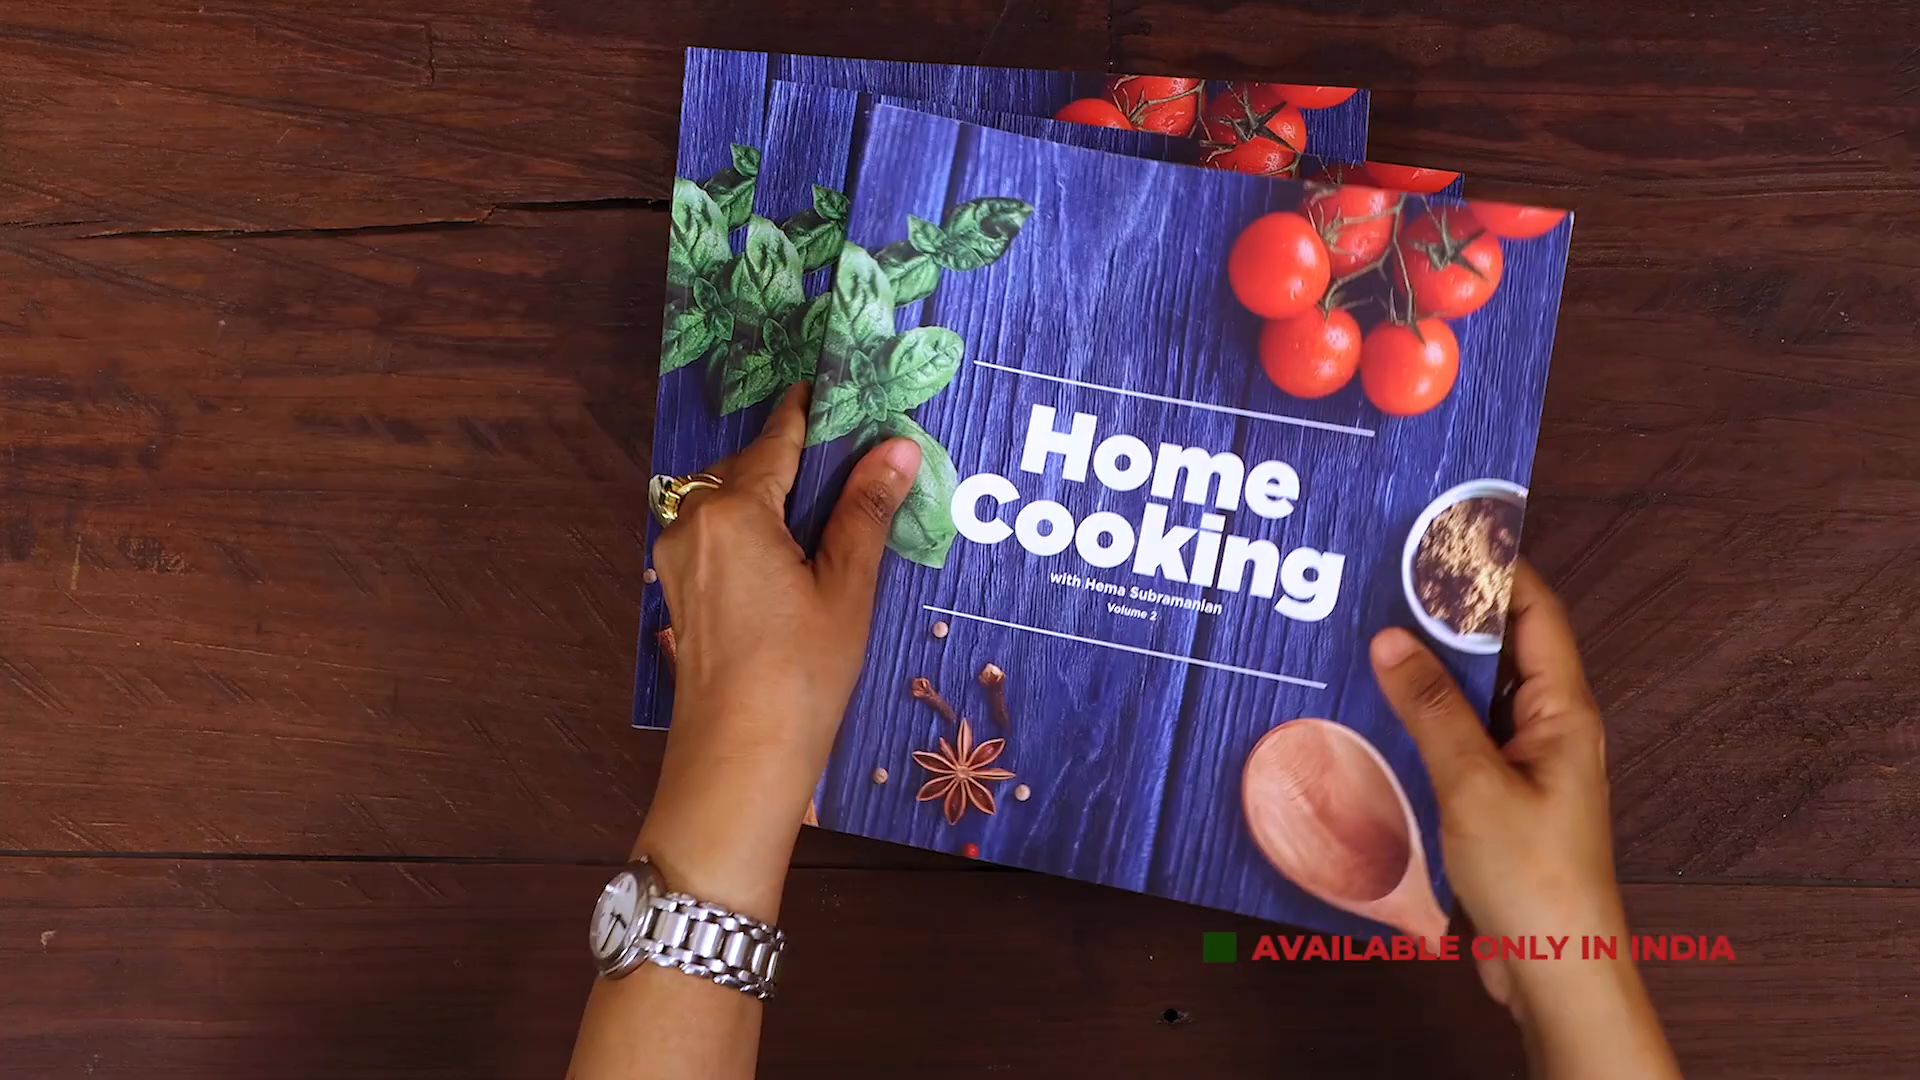 Home
Cooking
with Hema Subramanian
Volume 2
AVAILABLE ONLY IN INDIA